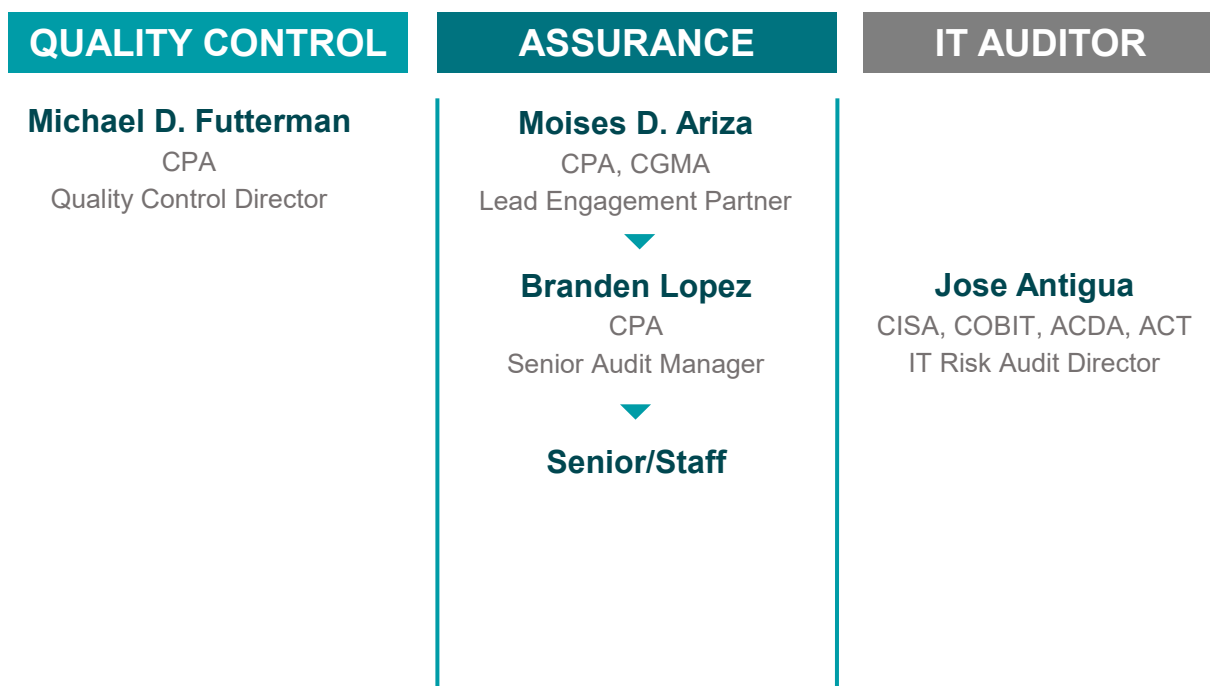 QUALITY CONTROL
Michael D. Futterman
CPA
Quality Control Director
ASSURANCE
Moises D. Ariza
CPA, CGMA
Lead Engagement Partner
Branden Lopez
CPA
Senior Audit Manager
Senior/Staff
IT AUDITOR
Jose Antigua
CISA, COBIT, ACDA, ACT
IT Risk Audit Director